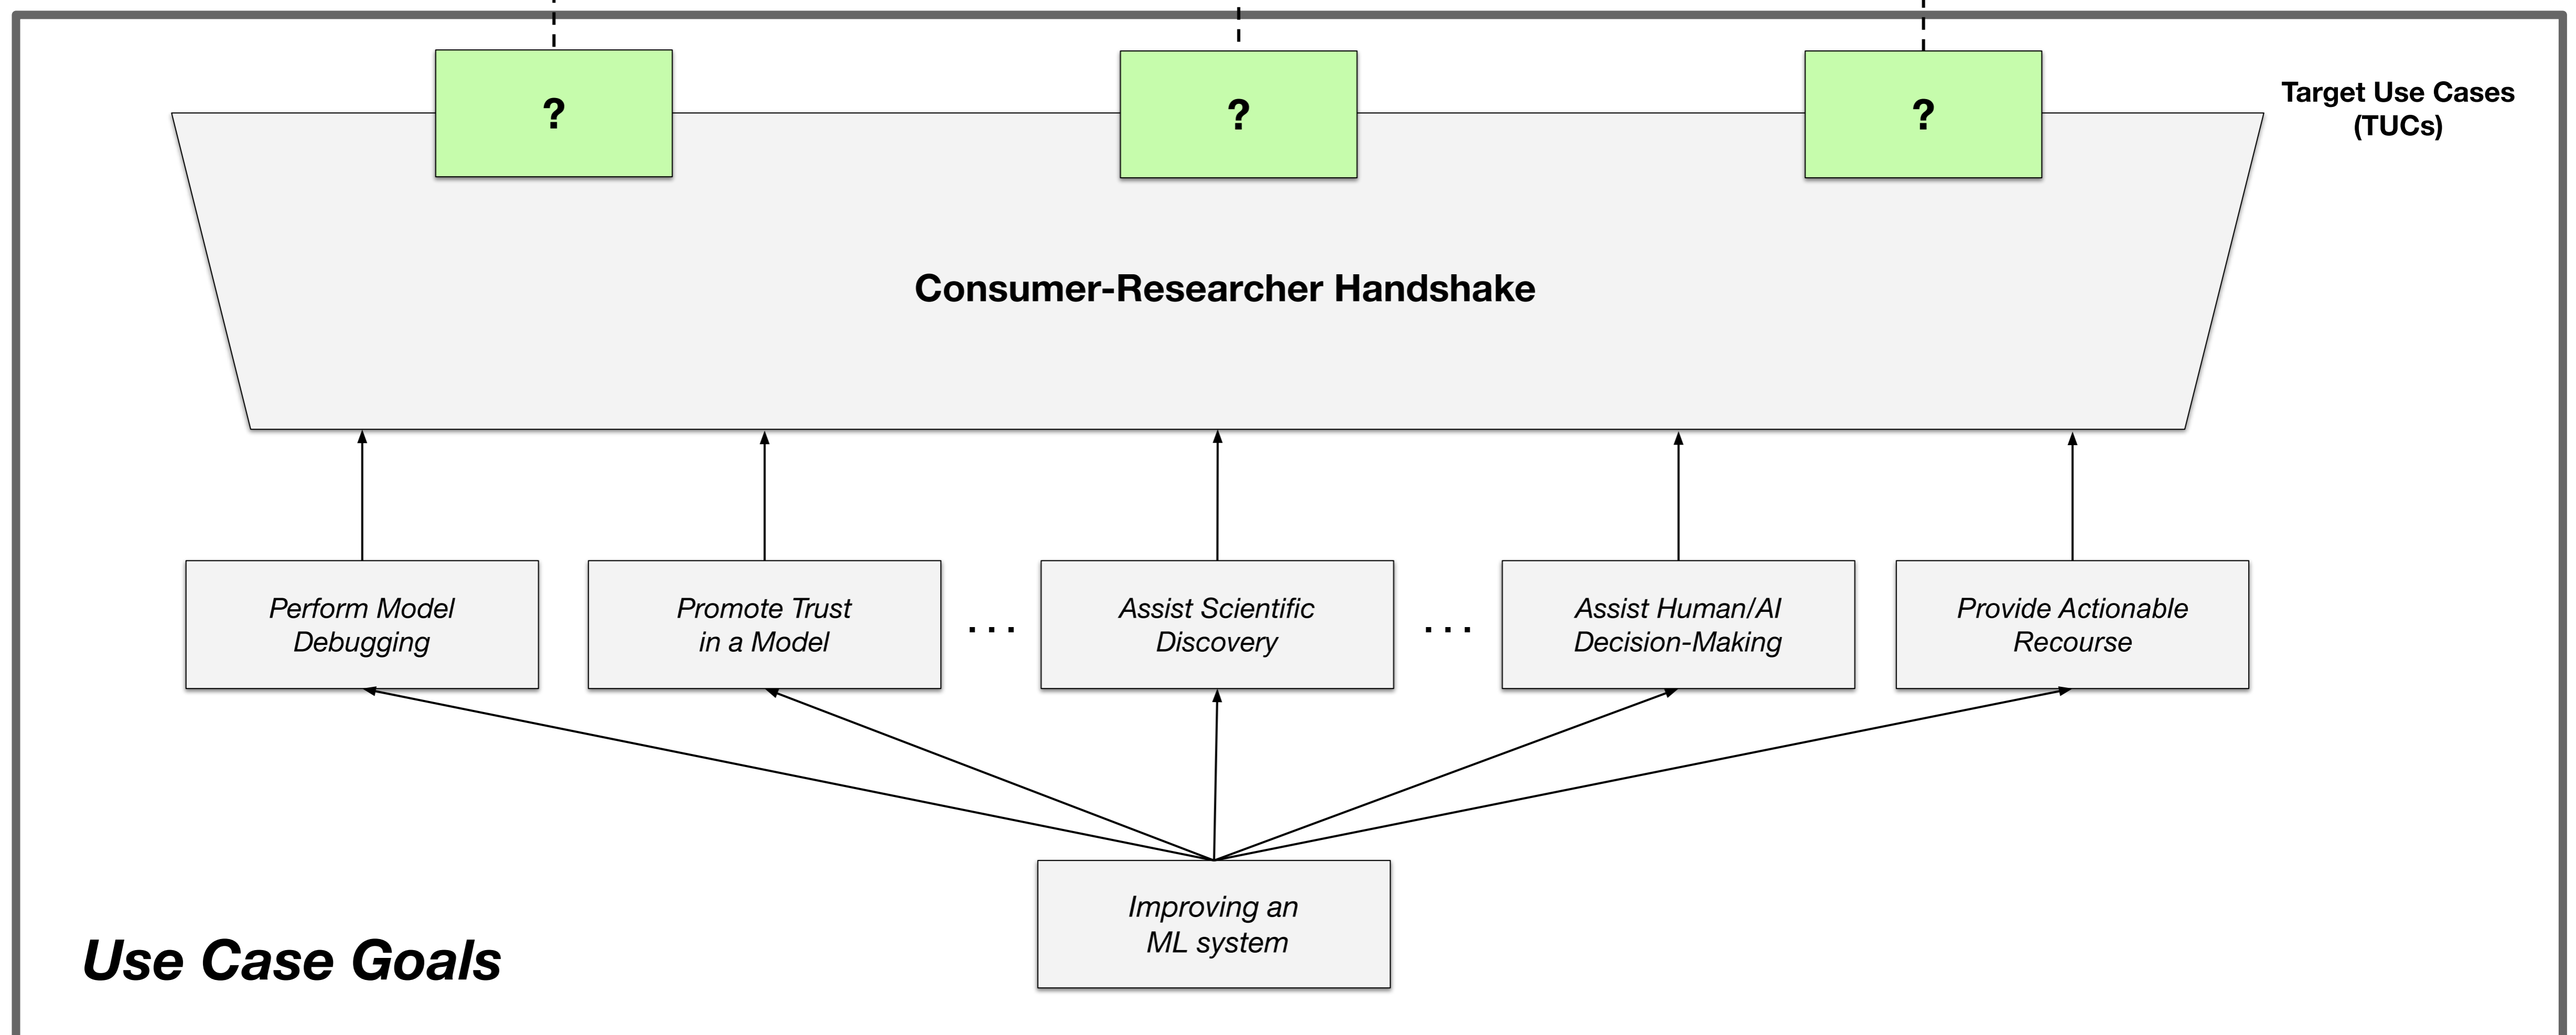 ?
?
?
Target Use Cases
(TUCs)
Consumer-Researcher Handshake
Perform Model
Debugging
Promote Trust
in a Model
. . .
Assist Scientific
Discovery
. . .
Assist Human/AI
Decision-Making
Provide Actionable
Recourse
Improving an
ML system
Use Case Goals